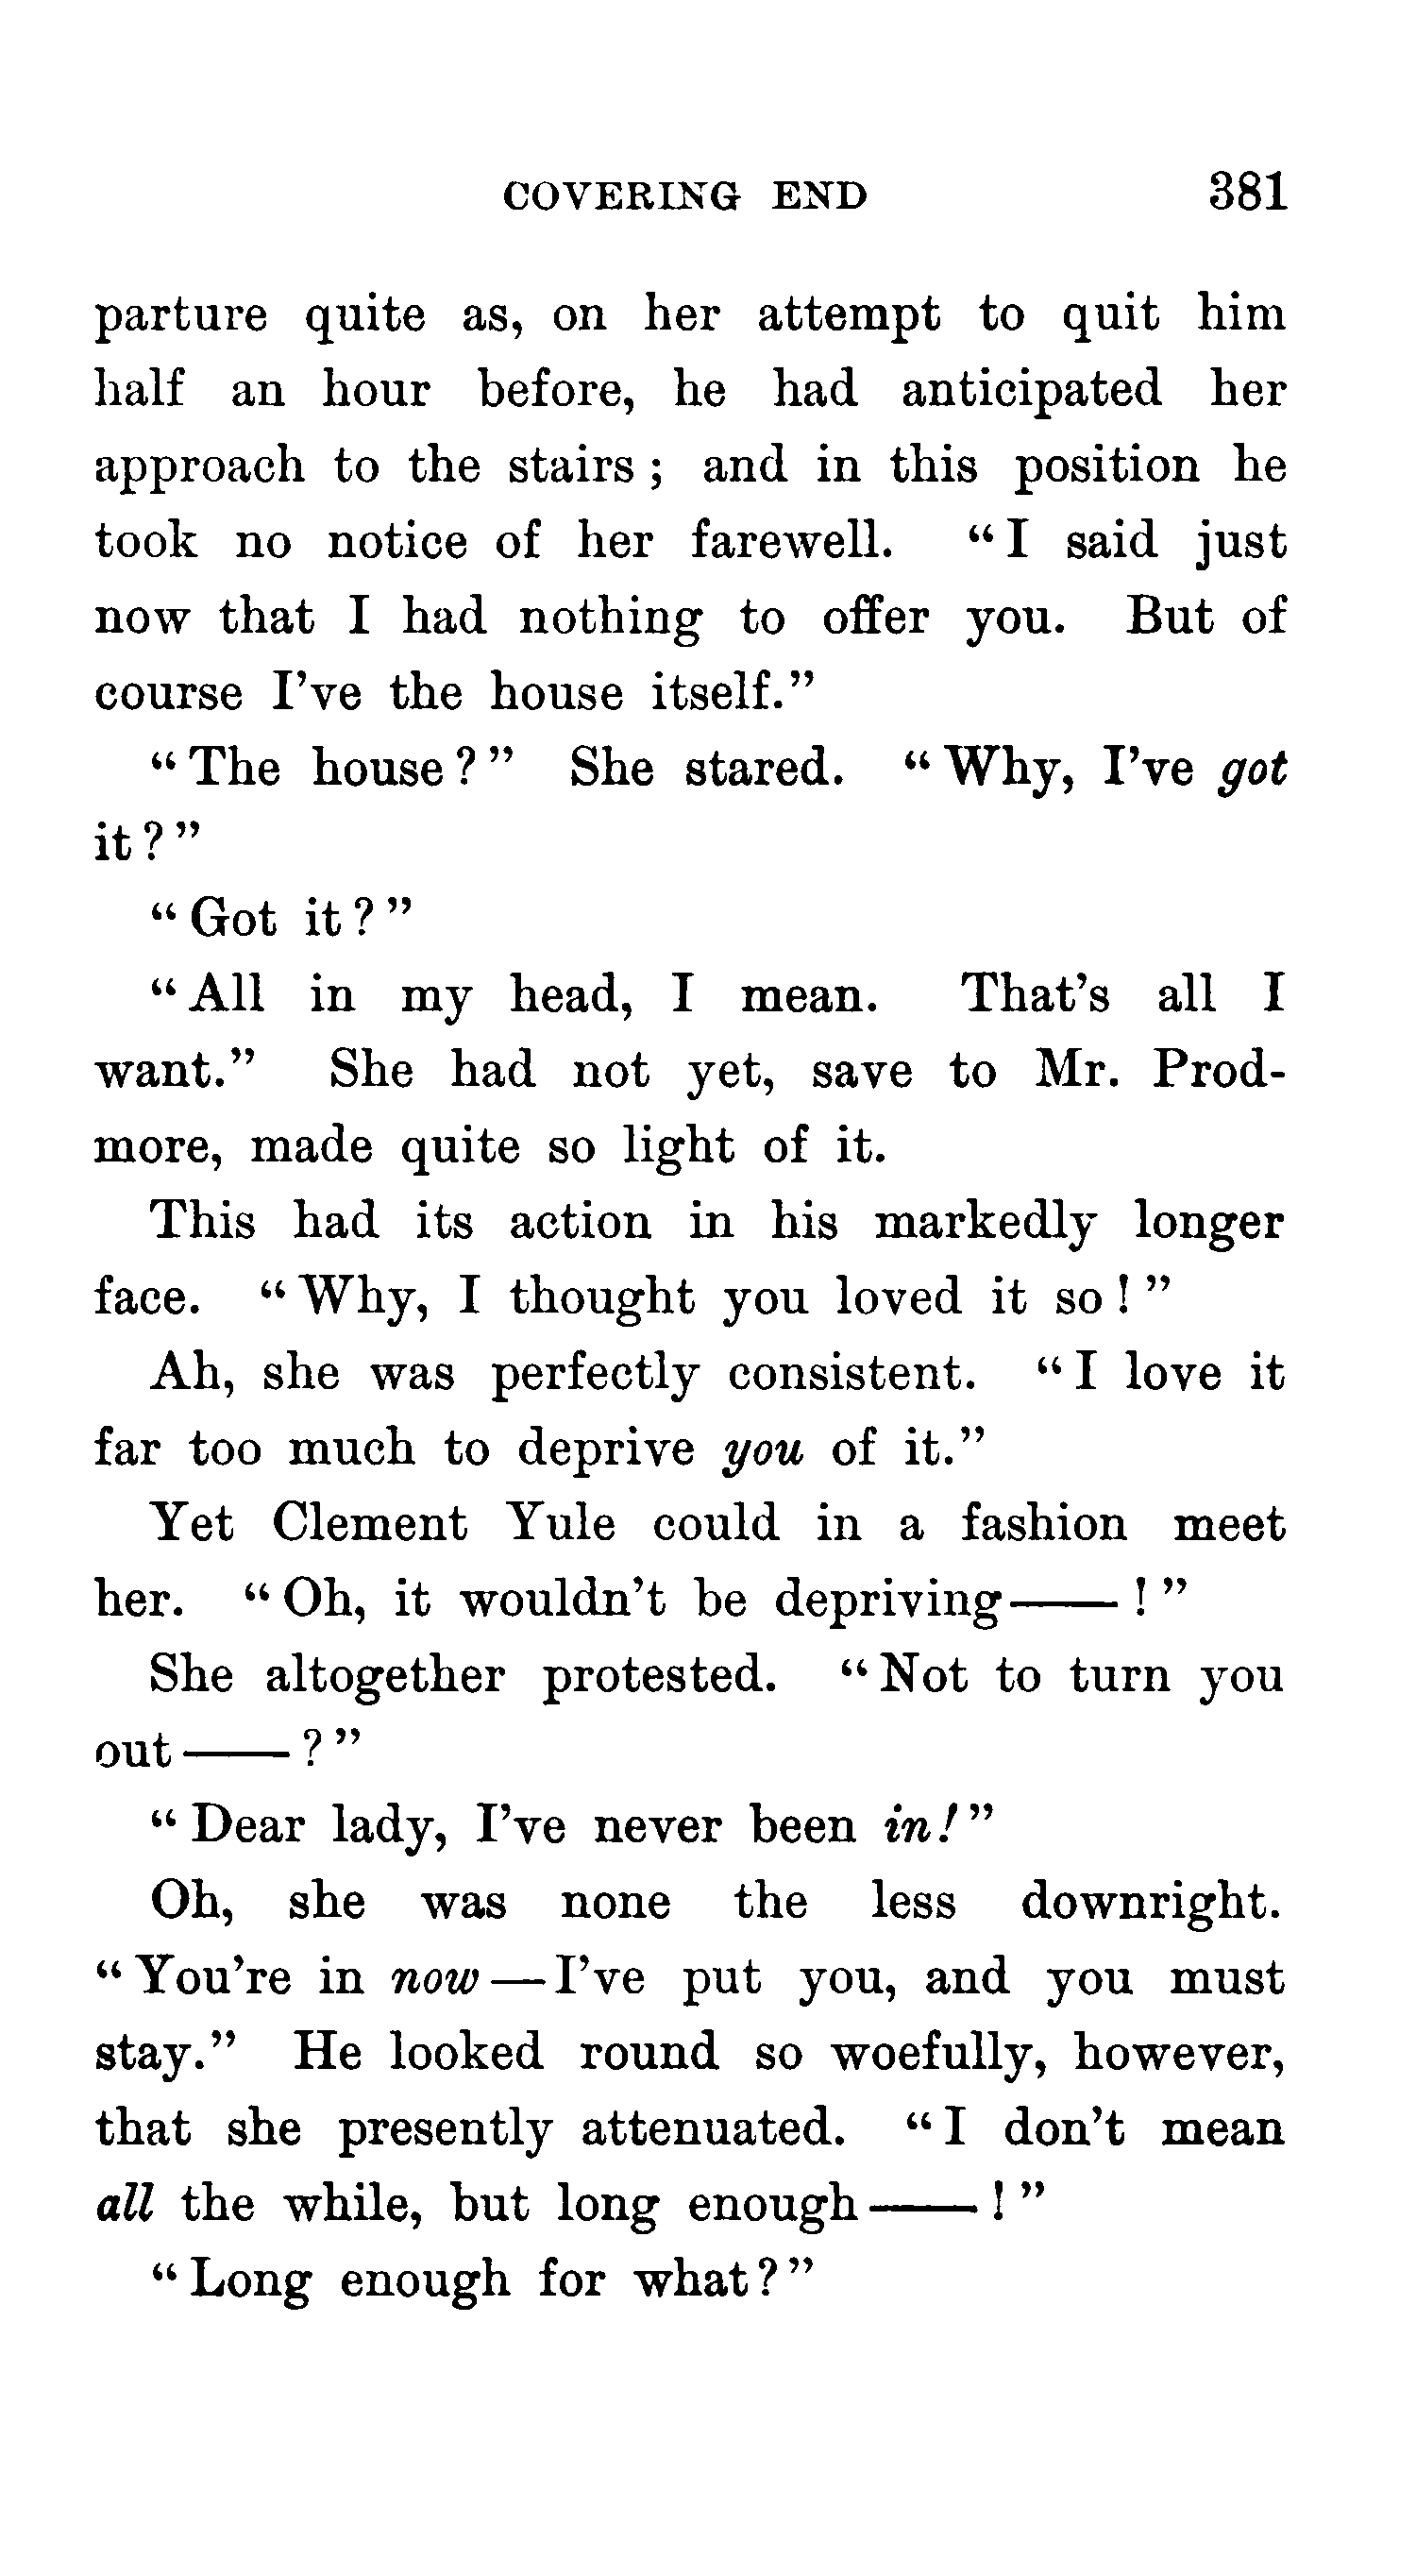 COVERING END 381
parture quite as, on her attempt to quit him
half an hour before, he had anticipated her
approach to the stairs; and in this position he
took no notice of her farewell. “I said just
now that I had nothing to offer you. But of
course I’ve the house itself.”
“The house?” She stared. “Why, I’ve got
it?”
“Got it?”
“All in my head, I mean. That’s all I
want.” She had not yet, save to Mr. Prod-
more, made quite so light of it.
This had its action in his markedly longer
face. “Why, I thought you loved it so!”
Ah, she was perfectly consistent. “I love it
far too much to deprive you of it.”
Yet Clement Yule could in a fashion meet
her. “Oh, it wouldn’t be depriving——!”
She altogether protested. “Not to turn you
out——?”
“Dear lady, I’ve never been in!”
Oh, she was none the less downright.
“You’re in now—I’ve put you, and you must
stay.” He looked round so woefully, however,
that she presently attenuated. “I don’t mean
all the while, but long enough——!”
“Long enough for what?”